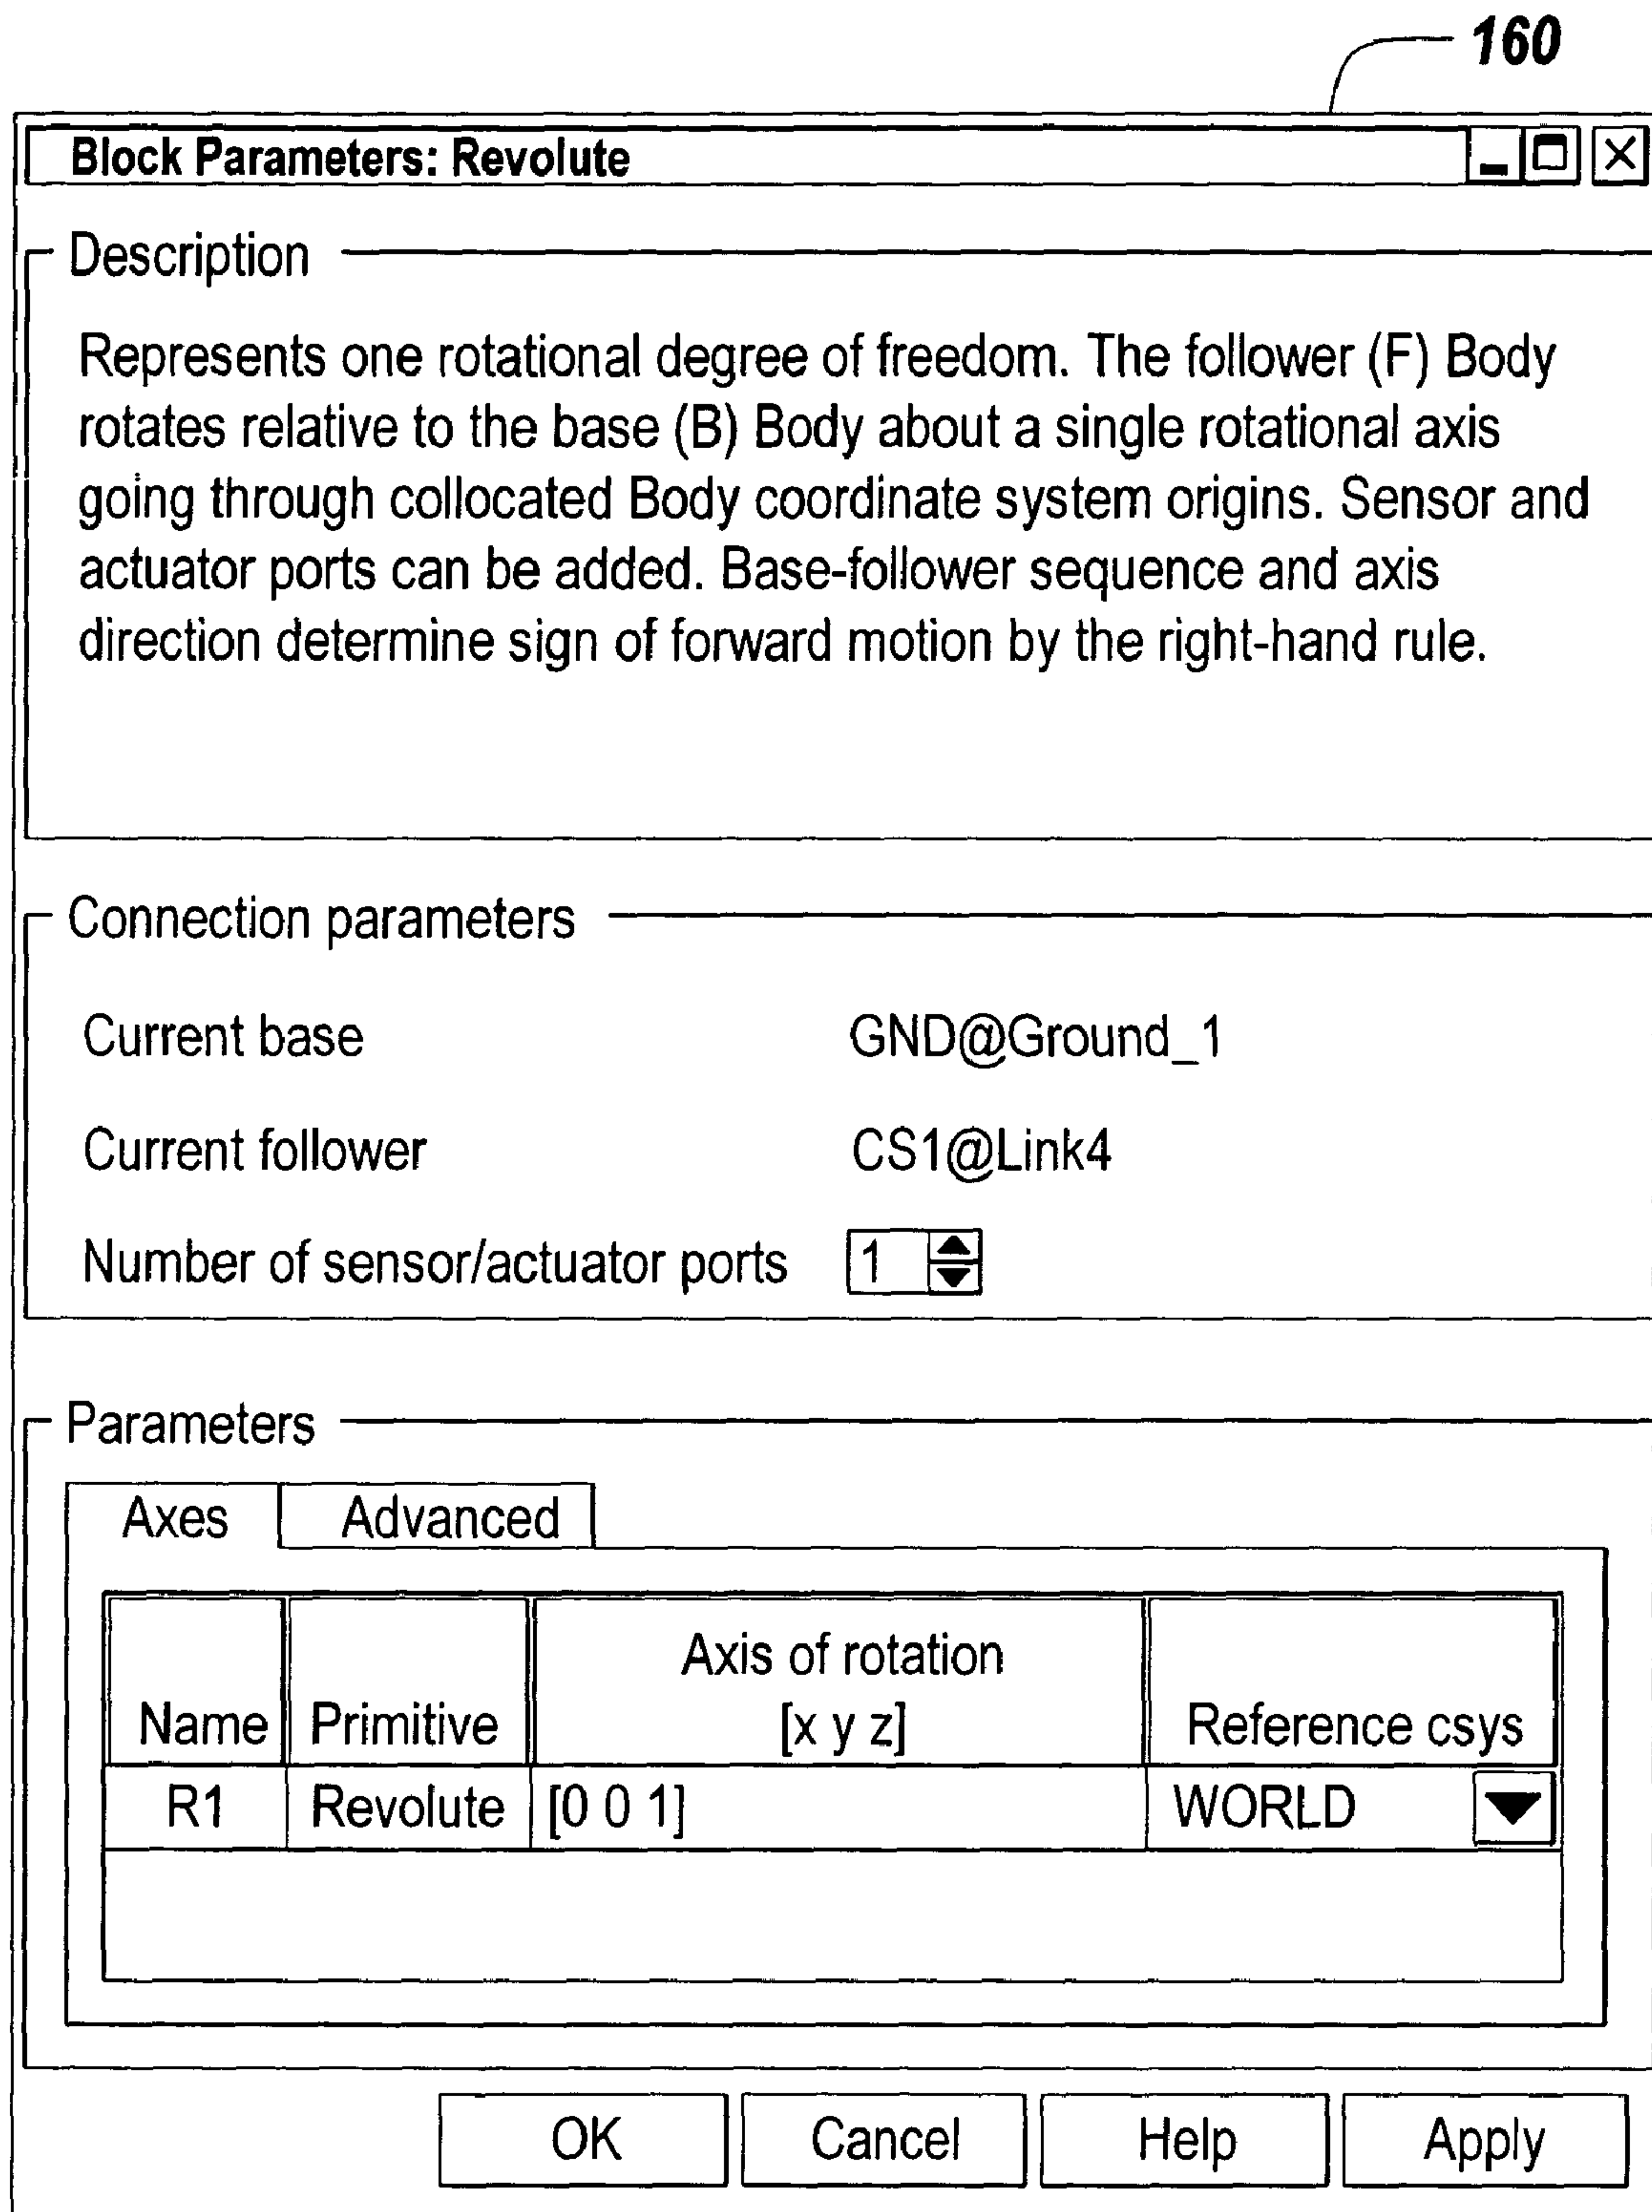 160
Block Parameters: Revolute
Description
Represents one rotational degree of freedom. The follower (F) Body
rotates relative to the base (B) Body about a single rotational axis
going through collocated Body coordinate system origins. Sensor and
actuator ports can be added. Base-follower sequence and axis
direction determine sign of forward motion by the right-hand rule.
Connection parameters
Current base GND@Ground_1
Current follower CS1@Link4
Number of sensor/actuator ports 1
Parameters
Axes Advanced
Axis of rotation
Name Primitive [x y z] Reference csys
R1 Revolute [0 0 1] WORLD
OK Cancel Help Apply